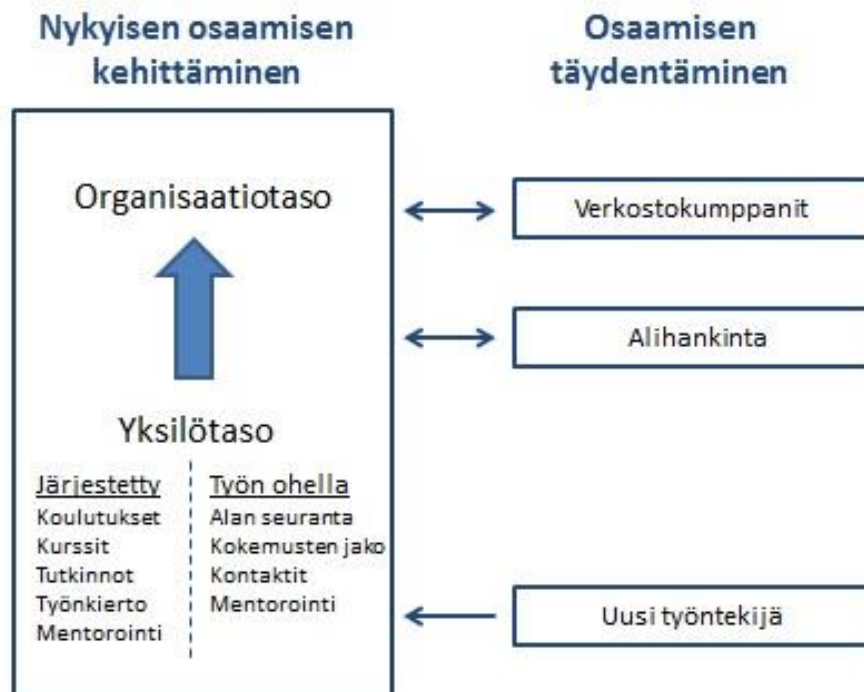 Nykyisen osaamisen
kehittäminen
Osaamisen
täydentäminen
Organisaatiotaso
Yksilötaso
Järjestetty
Koulutukset
Kurssit
Tutkinnot
Työnkierto
Mentorointi
Työn ohella
Alan seuranta
Kokemusten jako
Kontaktit
Mentorointi
Verkostokumppanit
Alihankinta
Uusi työntekijä